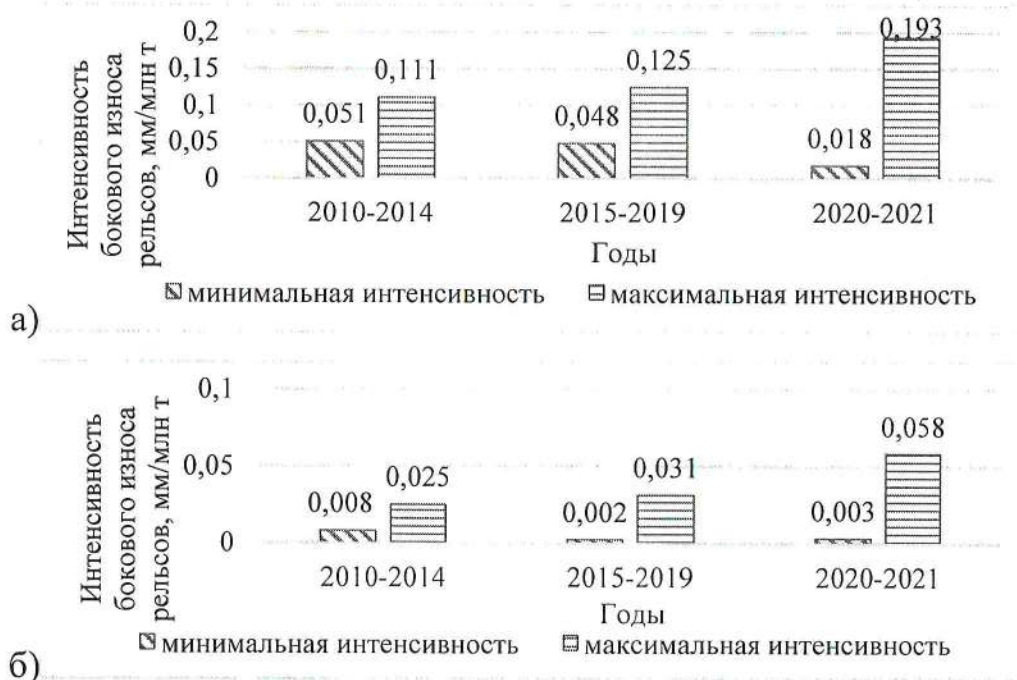 Интенсивность
бокового износа
рельсов, мм/млн т
0,2
0,15
0,1
0,05
0
0,051
0,111
0,048
0,125
0,018
0,193
2010-2014
2015-2019
2020-2021
Годы
минимальная интенсивность
максимальная интенсивность
а)
Интенсивность
бокового износа
рельсов, мм/млн т
0,1
0,05
0
0,008
0,025
0,002
0,031
0,003
0,058
2010-2014
2015-2019
2020-2021
Годы
минимальная интенсивность
максимальная интенсивность
б)